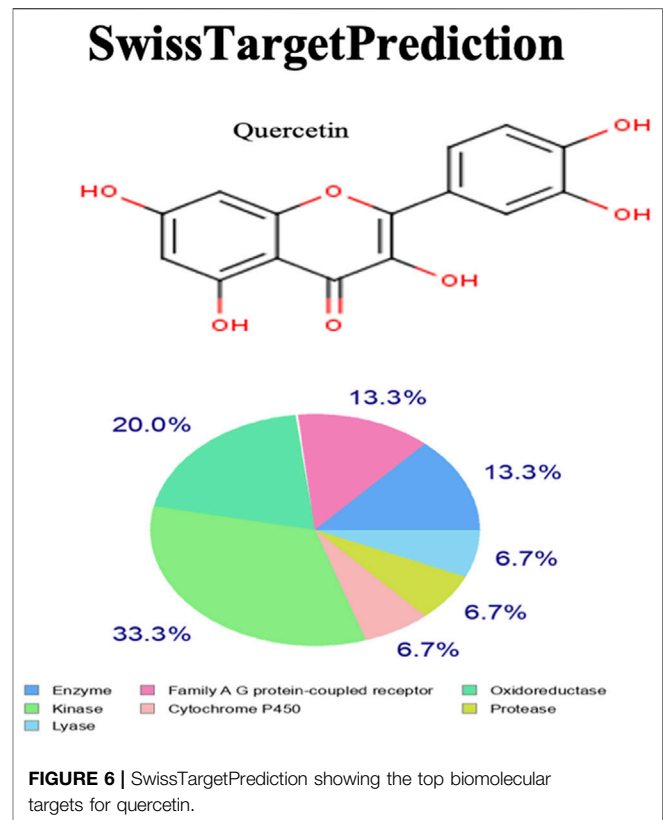 SwissTargetPrediction
Quercetin
OH
HO
O
OH
OH
OH
O
13.3%
20.0%
13.3%
6.7%
6.7%
33.3%
6.7%
Enzyme Family A G protein-coupled receptor Oxidoreductase
Kinase Cytochrome P450 Protease
Lyase
FIGURE 6 | SwissTargetPrediction showing the top biomolecular
targets for quercetin.